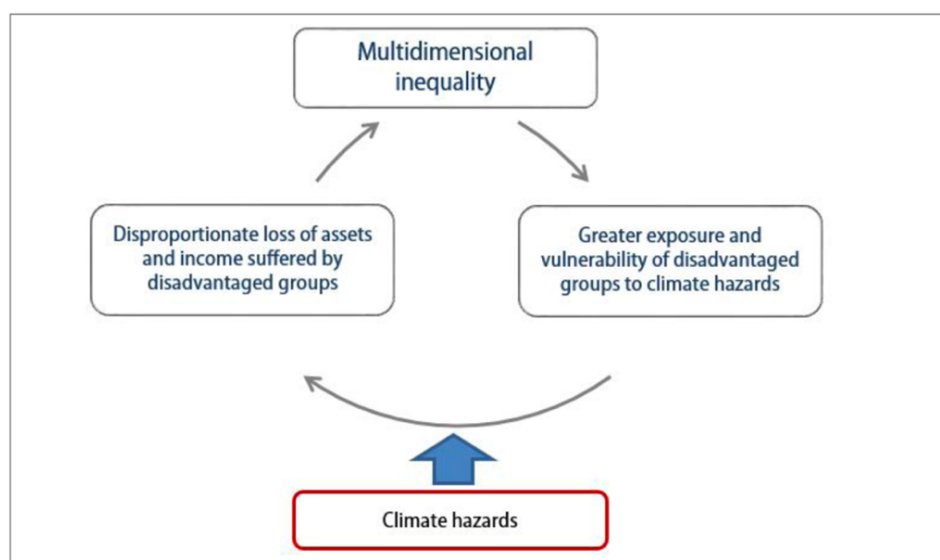 Multidimensional
inequality
Disproportionate loss of assets
and income suffered by
disadvantaged groups
Greater exposure and
vulnerability of disadvantaged
groups to climate hazards
Climate hazards